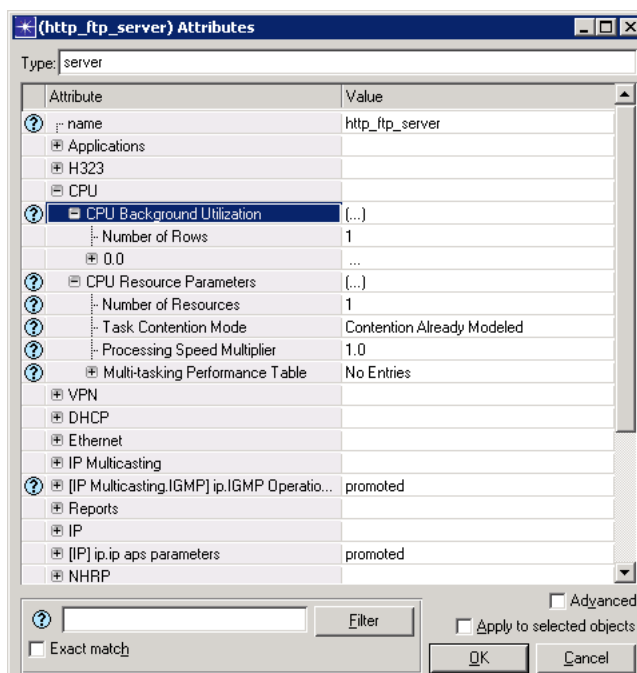 (http_ftp_server) Attributes
Type: server
Attribute Value
name http_ftp_server
Applications
H323
CPU
CPU Background Utilization (...)
Number of Rows 1
0.0 ...
CPU Resource Parameters (...)
Number of Resources 1
Task Contention Mode Contention Already Modeled
Processing Speed Multiplier 1.0
Multi-tasking Performance Table No Entries
VPN
DHCP
Ethernet
IP Multicasting
[IP Multicasting.IGMP] ip.IGMP Operatio... promoted
Reports
IP
[IP] ip.ip aps parameters promoted
NHRP
Advanced
Filter Apply to selected objects
Exact match OK Cancel